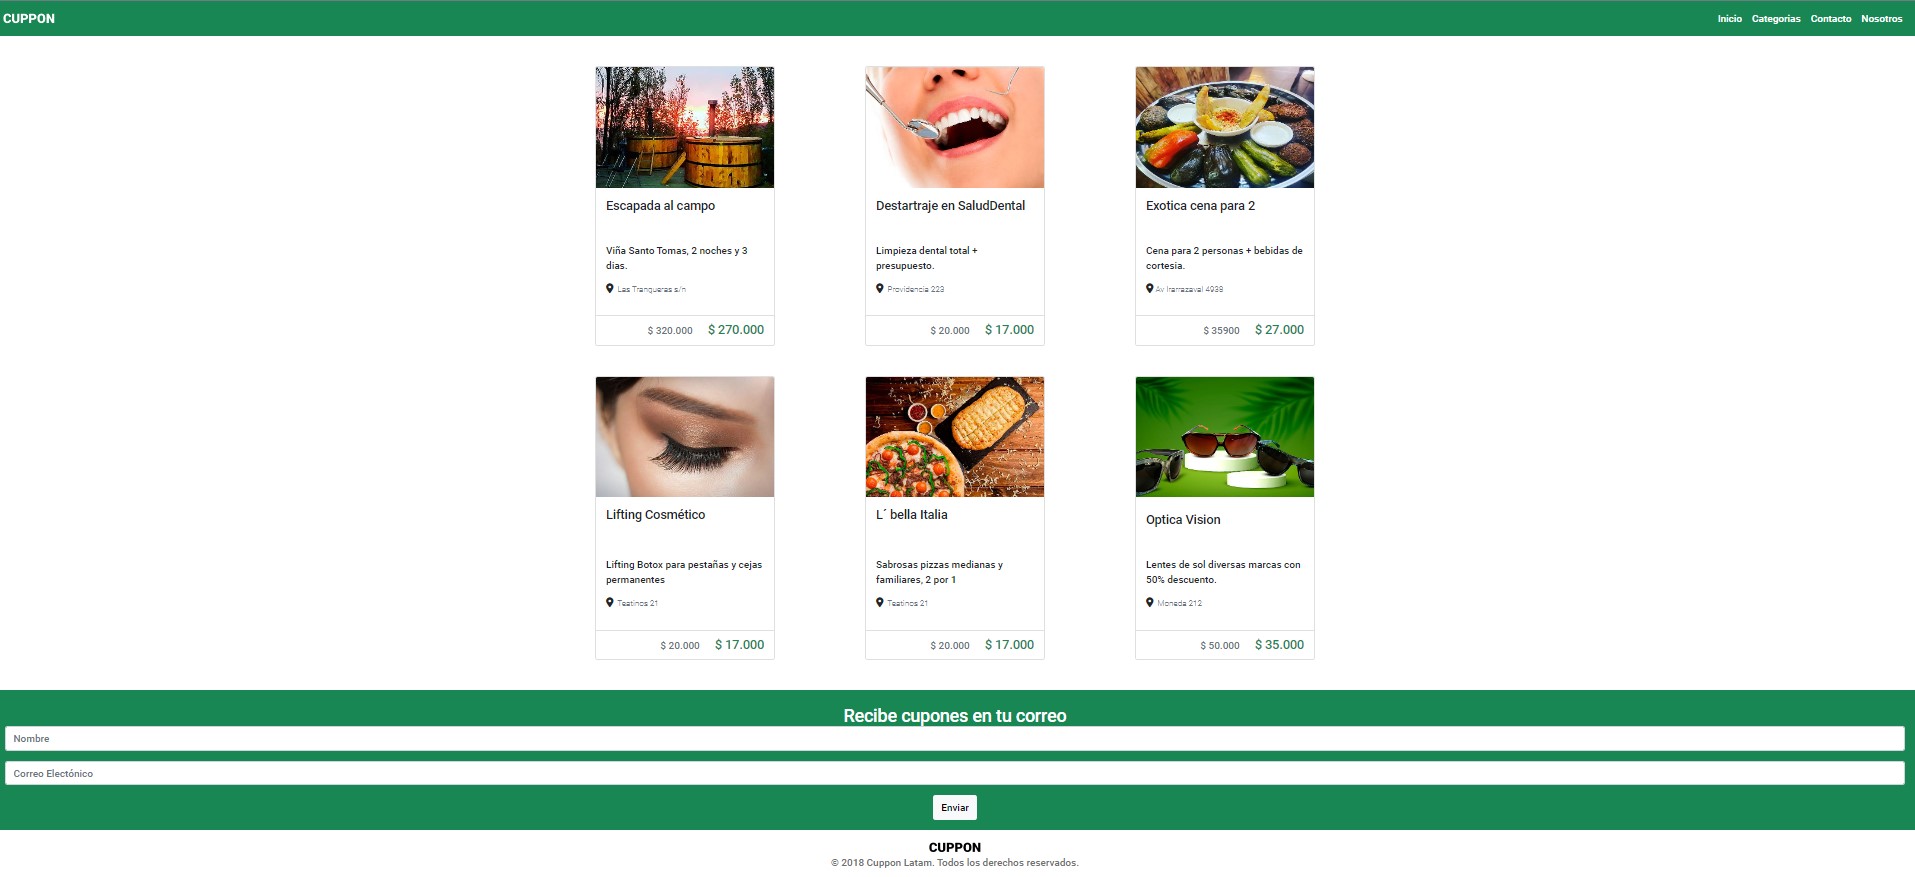 CUPPON
Inicio Categorias Contacto Nosotros
Escapada al campo
Viña Santo Tomas, 2 noches y 3
dias.
Las Tranqueras s/n
$ 320.000 $ 270.000
Destartraje en SaludDental
Limpieza dental total +
presupuesto.
Providencia 223
$ 20.000 $ 17.000
Exotica cena para 2
Cena para 2 personas + bebidas de
cortesia.
Av Irarrazaval 4938
$ 35900 $ 27.000
Lifting Cosmético
Lifting Botox para pestañas y cejas
permanentes
Teatinos 21
$ 20.000 $ 17.000
L´ bella Italia
Sabrosas pizzas medianas y
familiares, 2 por 1
Teatinos 21
$ 20.000 $ 17.000
Optica Vision
Lentes de sol diversas marcas con
50% descuento.
Moneda 212
$ 50.000 $ 35.000
Recibe cupones en tu correo
Nombre
Correo Electónico
Enviar
CUPPON
© 2018 Cuppon Latam. Todos los derechos reservados.